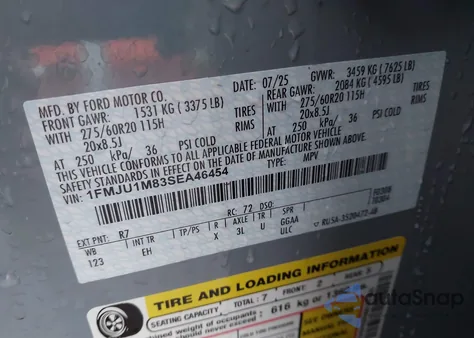 MFD. BY FORD MOTOR CO.
07/25 GVWR: 3459 KG ( 7625 LB)
FRONT GAWR: 1531 KG ( 3375 LB)
REAR GAWR: 2084 KG ( 4595 LB)
275/60R20 115H TIRES
WITH 275/60R20 115H TIRES
20x8.5J
WITH 20x8.5J RIMS
AT 250 kPa/ 36 PSI COLD
AT 250 kPa/ 36 PSI COLD
THIS VEHICLE CONFORMS TO ALL APPLICABLE FEDERAL MOTOR VEHICLE
SAFETY STANDARDS IN EFFECT ON THE DATE OF MANUFACTURE SHOWN ABOVE.
VIN: 1FMJU1M83SEA46454
TYPE: MPV
EXT PNT: R7 RC: 72 DSO:
WB INT TR TP/PS R AXLE TR SPR
123 EH X 3L U GGAA
ULC
TIRE AND LOADING INFORMATION
SEATING CAPACITY TOTAL: 7 FRONT: 2 REAR: 5
616 kg or
autoSnap